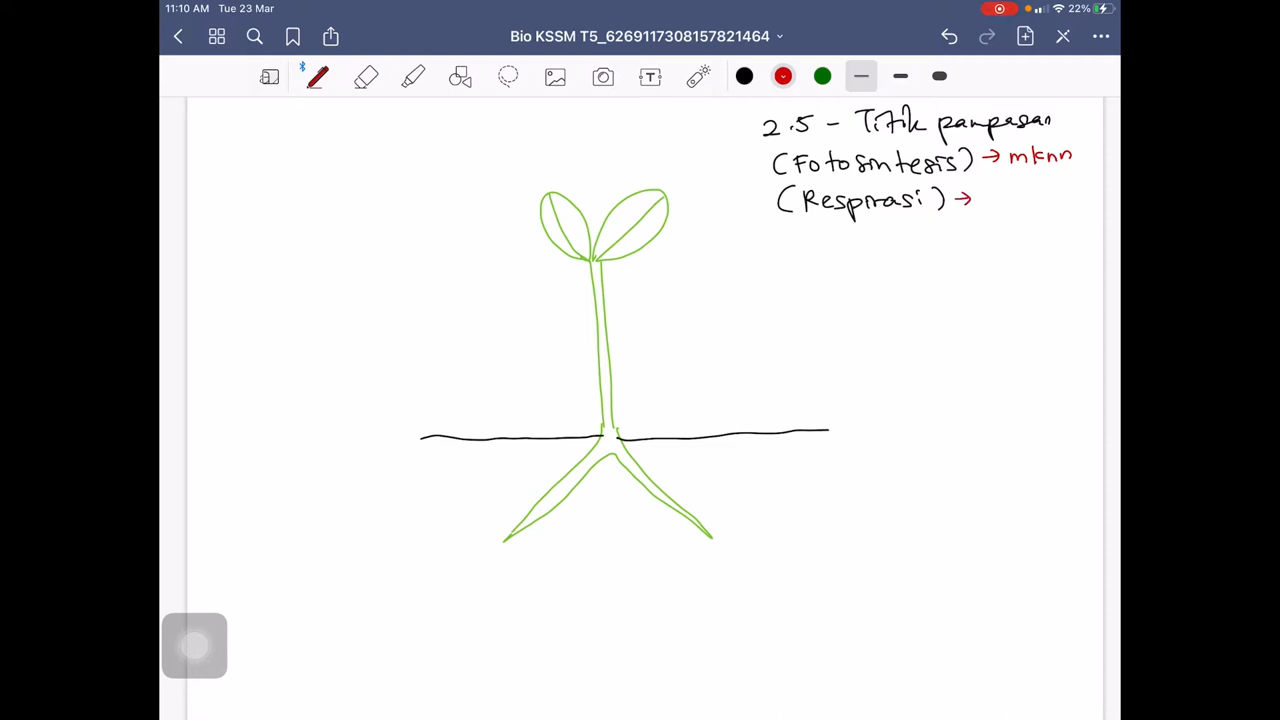 11:10 AM Tue 23 Mar
22%
Bio KSSM T5_6269117308157821464
T
2.5 - Titik pampasan
(Fotosintesis) → mknn
(Respirasi) →